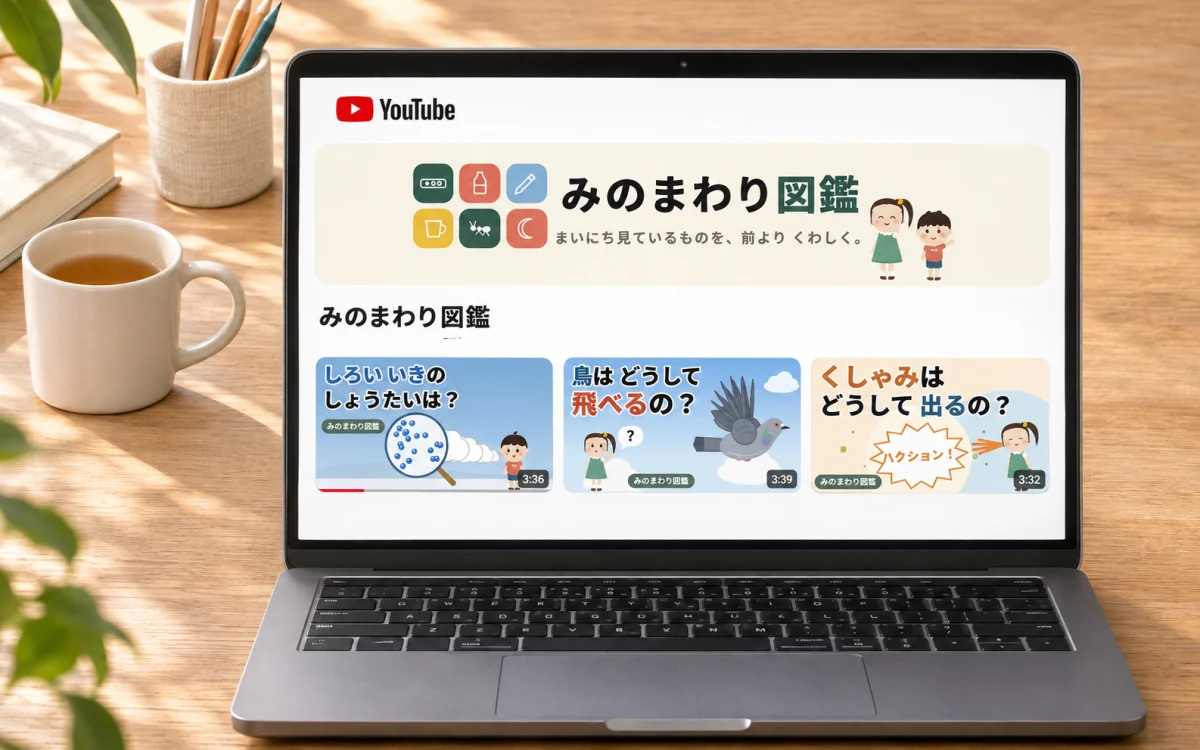 YouTube
みのまわり図鑑
まいにち見ているものを、前より くわしく。
みのまわり図鑑
しろい いきの
しょうたいは？
みのまわり図鑑
3:36
鳥は どうして
飛べるの？
?
みのまわり図鑑
3:39
くしゃみは
どうして 出るの？
ハクション！
みのまわり図鑑
3:32